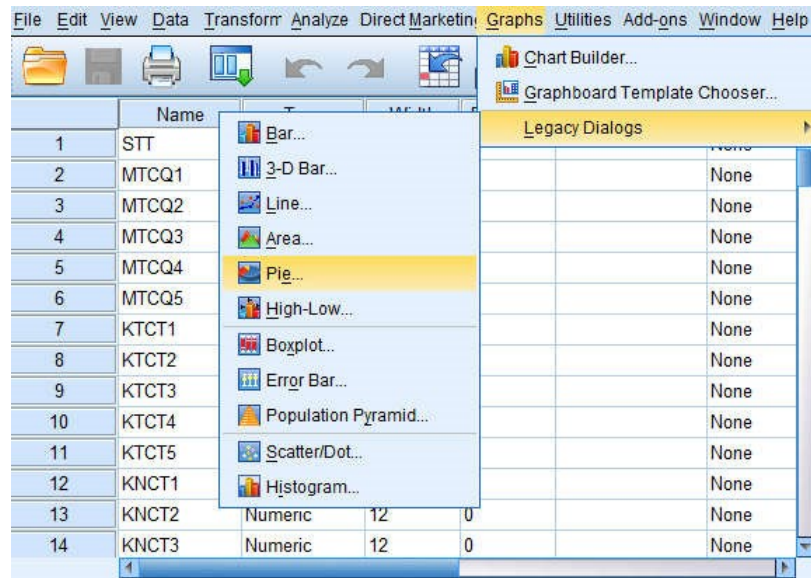 File Edit View Data Transform Analyze Direct Marketing Graphs Utilities Add-ons Window Help
Chart Builder...
Graphboard Template Chooser...
Legacy Dialogs
Name
Bar...
3-D Bar...
Line...
Area...
Pie...
High-Low...
Boxplot...
Error Bar...
Population Pyramid...
Scatter/Dot...
Histogram...
1 STT
2 MTCQ1 None
3 MTCQ2 None
4 MTCQ3 None
5 MTCQ4 None
6 MTCQ5 None
7 KTCT1 None
8 KTCT2 None
9 KTCT3 None
10 KTCT4 None
11 KTCT5 None
12 KNCT1 None
13 KNCT2 Numeric 12 0 None
14 KNCT3 Numeric 12 0 None